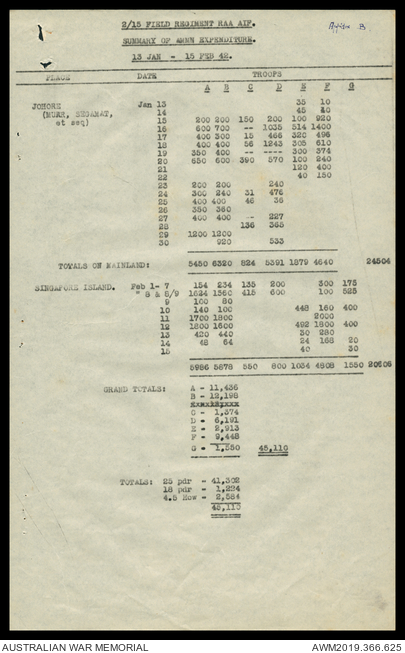 2/15 FIELD REGIMENT RAA AIF.
SUMMARY OF AMMN EXPENDITURE.
13 JAN - 15 FEB 42.
PLACE DATE TROOPS
A B C D E F G
JOHORE Jan 13 35 10
(MUAR, SEGAMAT, 14 45 40
et seq) 15 200 200 150 200 100 920
16 600 700 -- 1035 514 1400
17 400 300 15 466 320 496
18 400 400 56 1243 305 610
19 350 400 -- ---- 300 374
20 650 600 390 570 100 240
21 120 400
22 40 150
23 200 200 240
24 300 240 31 476
25 400 400 46 36
26 350 360
27 400 400 -- 227
28 136 365
29 1200 1200
30 920 533
TOTALS ON MAINLAND: 5450 6320 824 5391 1879 4640 24504
SINGAPORE ISLAND. Feb 1- 7 154 234 135 200 300 175
" 8 & 8/9 1624 1560 415 600 100 525
9 100 80
10 140 100 448 160 400
11 1700 1800 2000
12 1800 1600 492 1800 400
13 420 440 30 280
14 48 64 24 168 20
15 40 30
5986 5878 550 800 1034 4808 1550 20606
GRAND TOTALS: A - 11,436
B - 12,198
C - 1,374
D - 6,191
E - 2,913
F - 9,448
G - 1,550 45,110
TOTALS: 25 pdr - 41,302
18 pdr - 1,224
4.5 How - 2,584
45,110
AUSTRALIAN WAR MEMORIAL AWM2019.366.625